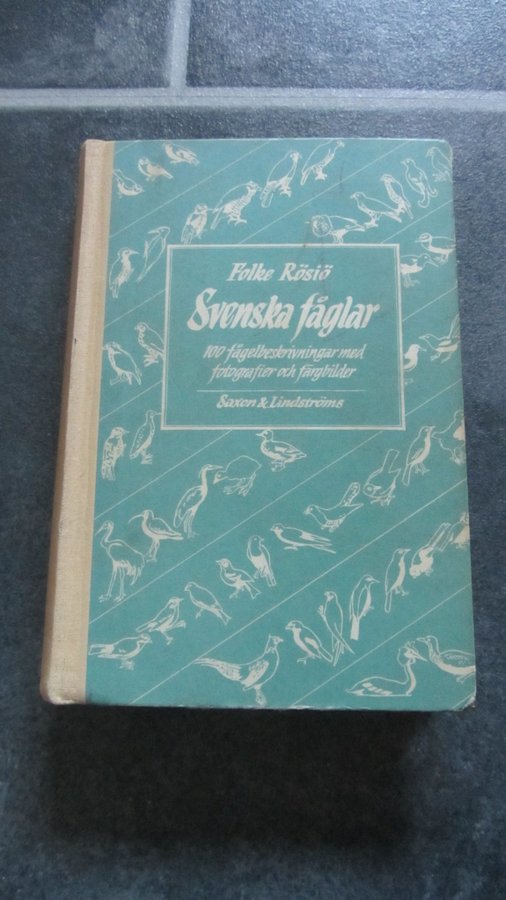 Folke Rösiö
Svenska fåglar
100 fågelbeskrivningar med
fotografier och färgbilder
Saxon & Lindströms